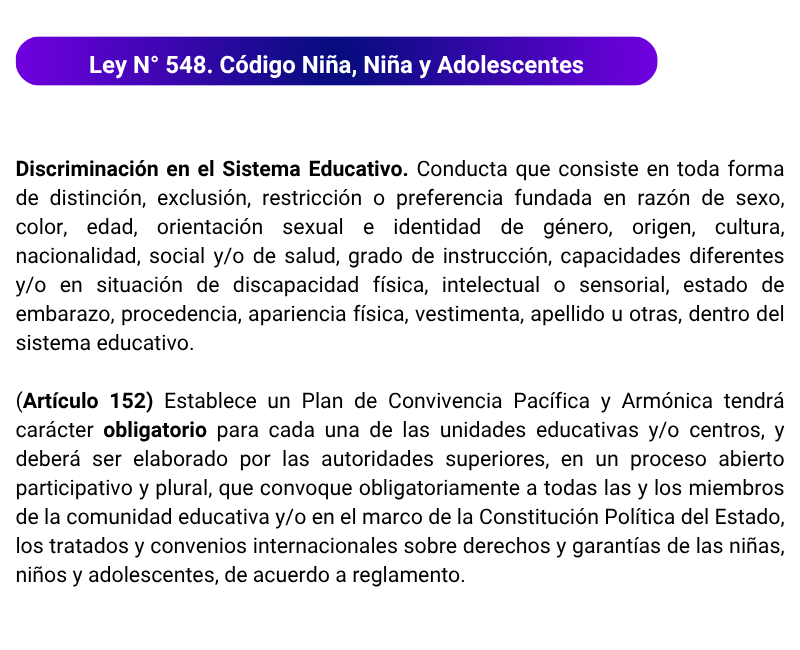 Ley N° 548. Código Niña, Niña y Adolescentes
Discriminación en el Sistema Educativo. Conducta que consiste en toda forma
de distinción, exclusión, restricción o preferencia fundada en razón de sexo,
color, edad, orientación sexual e identidad de género, origen, cultura,
nacionalidad, social y/o de salud, grado de instrucción, capacidades diferentes
y/o en situación de discapacidad física, intelectual o sensorial, estado de
embarazo, procedencia, apariencia física, vestimenta, apellido u otras, dentro del
sistema educativo.
(Artículo 152) Establece un Plan de Convivencia Pacífica y Armónica tendrá
carácter obligatorio para cada una de las unidades educativas y/o centros, y
deberá ser elaborado por las autoridades superiores, en un proceso abierto
participativo y plural, que convoque obligatoriamente a todas las y los miembros
de la comunidad educativa y/o en el marco de la Constitución Política del Estado,
los tratados y convenios internacionales sobre derechos y garantías de las niñas,
niños y adolescentes, de acuerdo a reglamento.